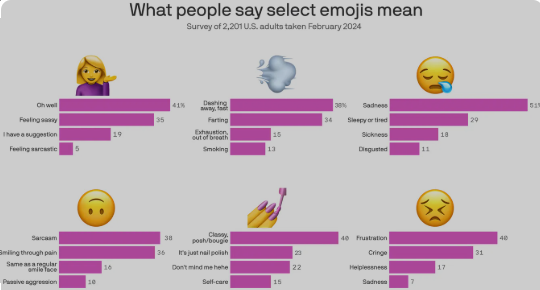 What people say select emojis mean
Survey of 2,201 U.S. adults taken February 2024
Oh well 41%
Feeling sassy 35
I have a suggestion 19
Feeling sarcastic 5
Dashing
away, fast 38%
Farting 34
Exhaustion,
out of breath 15
Smoking 13
Sadness 51%
Sleepy or tired 29
Sickness 18
Disgusted 11
Sarcasm 38
Smiling through pain 36
Same as a regular
smile face 16
Passive aggression 10
Classy,
posh/bougie 40
It's just nail polish 23
Don't mind me hehe 22
Self-care 15
Frustration 40
Cringe 31
Helplessness 17
Sadness 7